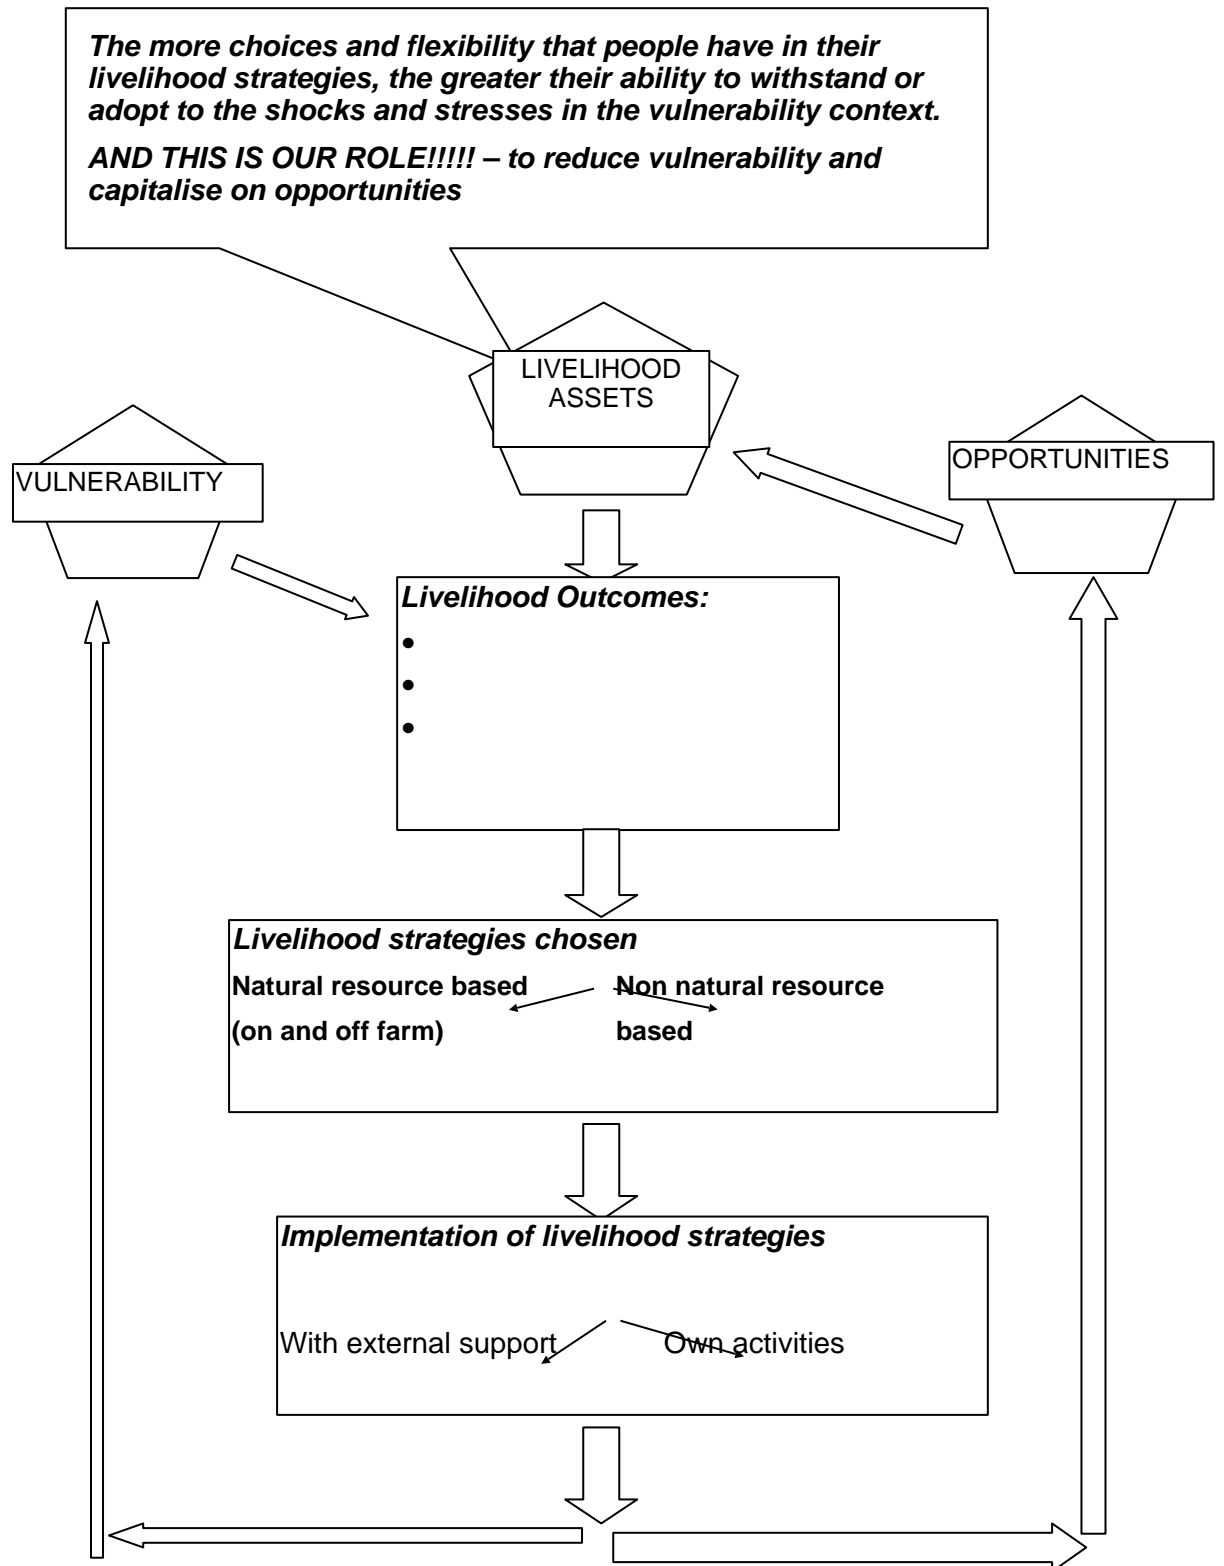 The more choices and flexibility that people have in their
livelihood strategies, the greater their ability to withstand or
adopt to the shocks and stresses in the vulnerability context.
AND THIS IS OUR ROLE!!!!! – to reduce vulnerability and
capitalise on opportunities
LIVELIHOOD
ASSETS
VULNERABILITY
OPPORTUNITIES
Livelihood Outcomes:
•
•
•
Livelihood strategies chosen
Natural resource based
(on and off farm)
Non natural resource
based
Implementation of livelihood strategies
With external support
Own activities